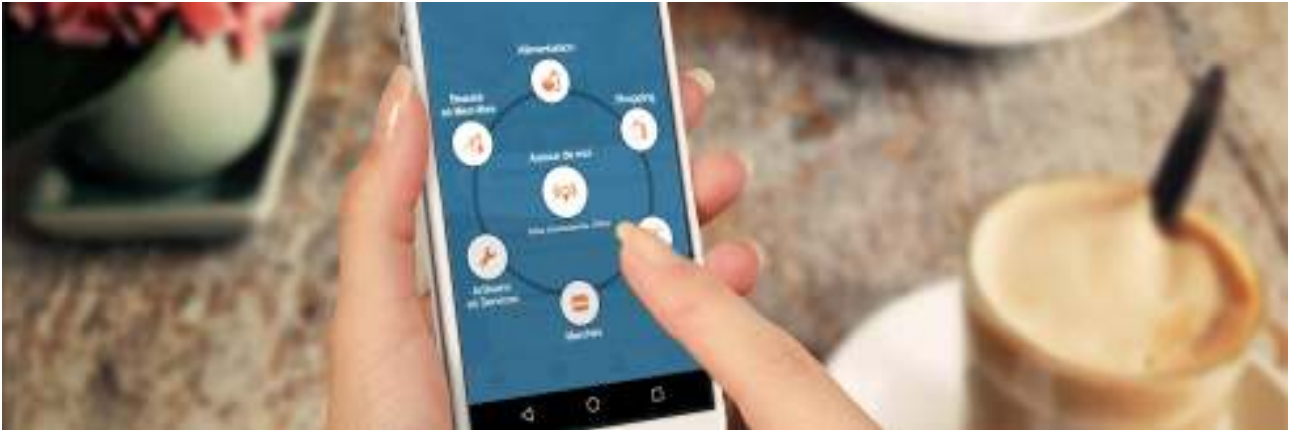 Alimentation
Beauté
et Bien-être
Shopping
Autour de moi
Artisans
et Services
Marchés